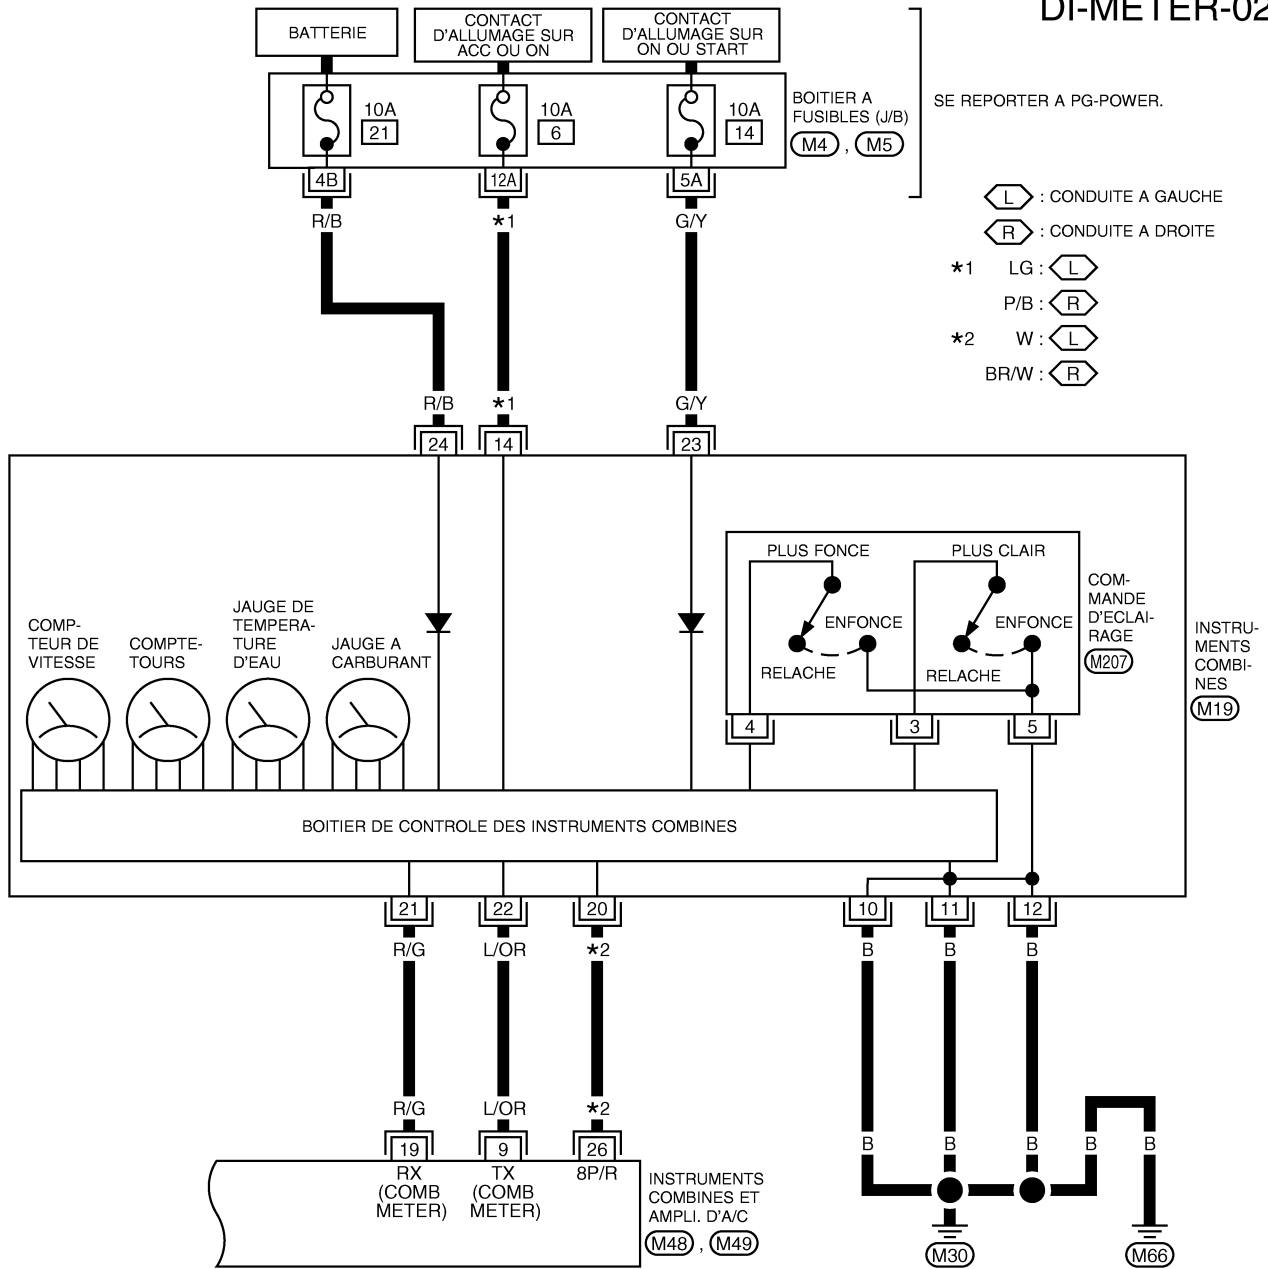 DI-METER-02
BATTERIE
CONTACT
D'ALLUMAGE SUR
ACC OU ON
CONTACT
D'ALLUMAGE SUR
ON OU START
10A
21
10A
6
10A
14
BOITIER A
FUSIBLES (J/B)
M4 , M5
SE REPORTER A PG-POWER.
4B
12A
5A
R/B
*1
G/Y
L : CONDUITE A GAUCHE
R : CONDUITE A DROITE
*1 LG : L
P/B : R
*2 W : L
BR/W : R
R/B
*1
G/Y
24
14
23
PLUS FONCE
PLUS CLAIR
ENFONCE
ENFONCE
RELACHE
RELACHE
COM-
MANDE
D'ECLAI-
RAGE
M207
INSTRU-
MENTS
COMBI-
NES
M19
COMP-
TEUR DE
VITESSE
COMPTE-
TOURS
JAUGE DE
TEMPERA-
TURE
D'EAU
JAUGE A
CARBURANT
4
3
5
BOITIER DE CONTROLE DES INSTRUMENTS COMBINES
21
22
20
10
11
12
R/G
L/OR
*2
B
B
B
R/G
L/OR
*2
B
B
B
B
B
19
9
26
RX
(COMB
METER)
TX
(COMB
METER)
8P/R
INSTRUMENTS
COMBINES ET
AMPLI. D'A/C
M48 , M49
M30
M66